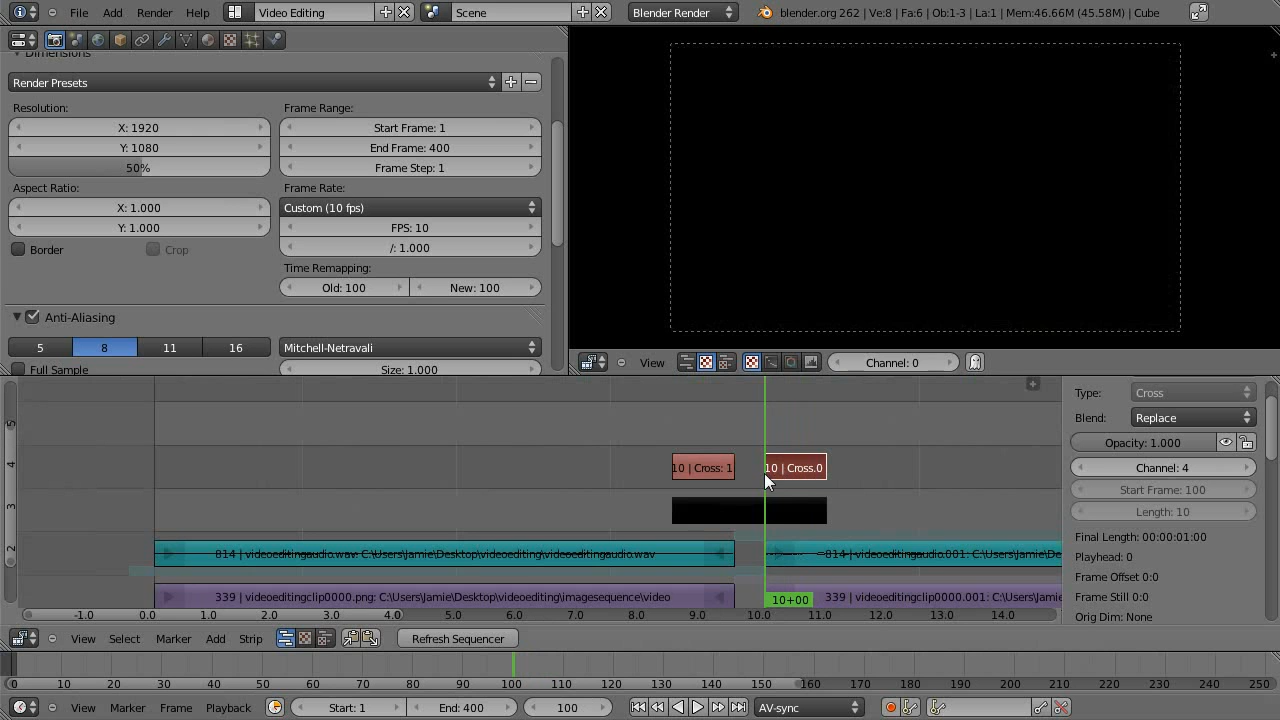 File Add Render Help Video Editing Scene Blender Render blender.org 262 | Ve:8 | Fa:6 | Ob:1-3 | La:1 | Mem:46.66M (45.58M) | Cube
Dimensions
Render Presets
Resolution:
X: 1920
Y: 1080
50%
Aspect Ratio:
X: 1.000
Y: 1.000
Border
Crop
Frame Range:
Start Frame: 1
End Frame: 400
Frame Step: 1
Frame Rate:
Custom (10 fps)
FPS: 10
/: 1.000
Time Remapping:
Old: 100
New: 100
Anti-Aliasing
5 8 11 16
Mitchell-Netravali
Full Sample
Size: 1.000
View
Channel: 0
5
4
3
2
10 | Cross: 1
10 | Cross.0
814 | videoeditingaudio.wav: C:\Users\Jamie\Desktop\videoediting\videoeditingaudio.wav
814 | videoeditingaudio.001: C:\Users\Jamie\De
339 | videoeditingclip0000.png: C:\Users\Jamie\Desktop\videoediting\imagesequence\video
339 | videoeditingclip0000.001: C:\Users\Jamie
10+00
-1.0 0.0 1.0 2.0 3.0 4.0 5.0 6.0 7.0 8.0 9.0 10.0 11.0 12.0 13.0 14.0
Type:
Cross
Blend:
Replace
Opacity: 1.000
Channel: 4
Start Frame: 100
Length: 10
Final Length: 00:00:01:00
Playhead: 0
Frame Offset 0:0
Frame Still 0:0
Orig Dim: None
View Select Marker Add Strip Refresh Sequencer
0 10 20 30 40 50 60 70 80 90 100 110 120 130 140 150 160 170 180 190 200 210 220 230 240 250
View Marker Frame Playback Start: 1 End: 400 100 AV-sync